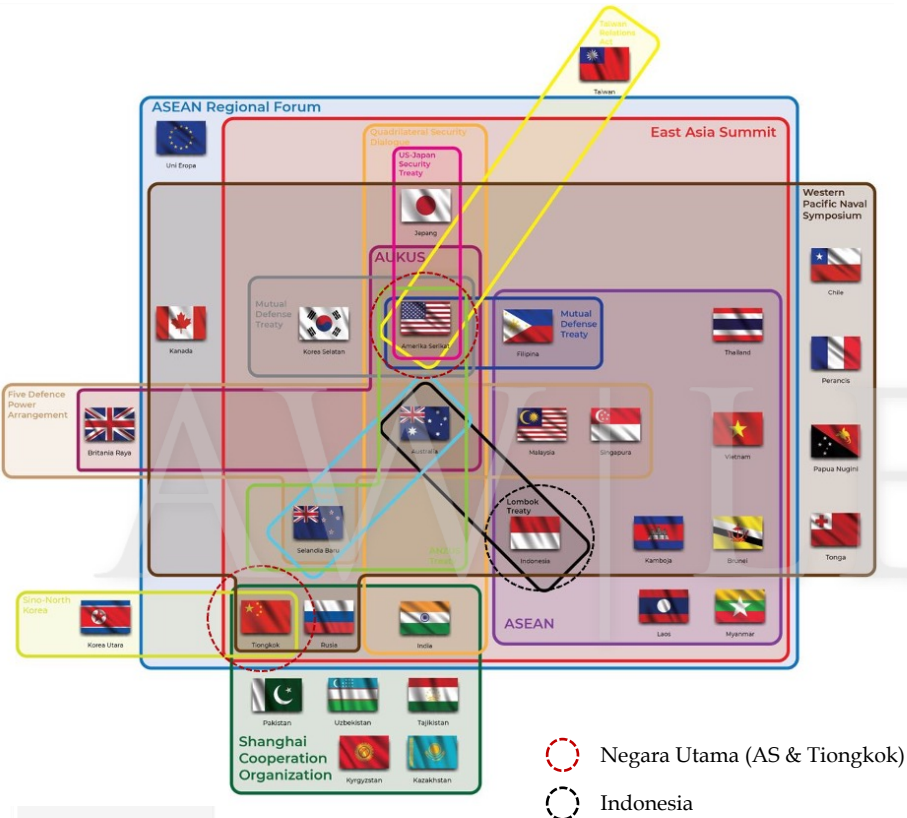 Taiwan
Relations
Act
Taiwan
ASEAN Regional Forum
Uni Eropa
Quadrilateral Security
Dialogue
East Asia Summit
US-Japan
Security
Treaty
Jepang
Western
Pacific Naval
Symposium
Chile
AUKUS
Kanada
Mutual
Defense
Treaty
Korea Selatan
Amerika Serikat
Filipina
Mutual
Defense
Treaty
Thailand
Perancis
Five Defence
Power
Arrangement
Britania Raya
Australia
Malaysia
Singapura
Vietnam
Papua Nugini
Selandia Baru
ANZUS
Treaty
Lombok
Treaty
Indonesia
Kamboja
Brunei
Tonga
Sino-North
Korea
Korea Utara
Tiongkok
Rusia
India
ASEAN
Laos
Myanmar
Pakistan
Uzbekistan
Tajikistan
Shanghai
Cooperation
Organization
Kyrgyzstan
Kazakhstan
Negara Utama (AS & Tiongkok)
Indonesia